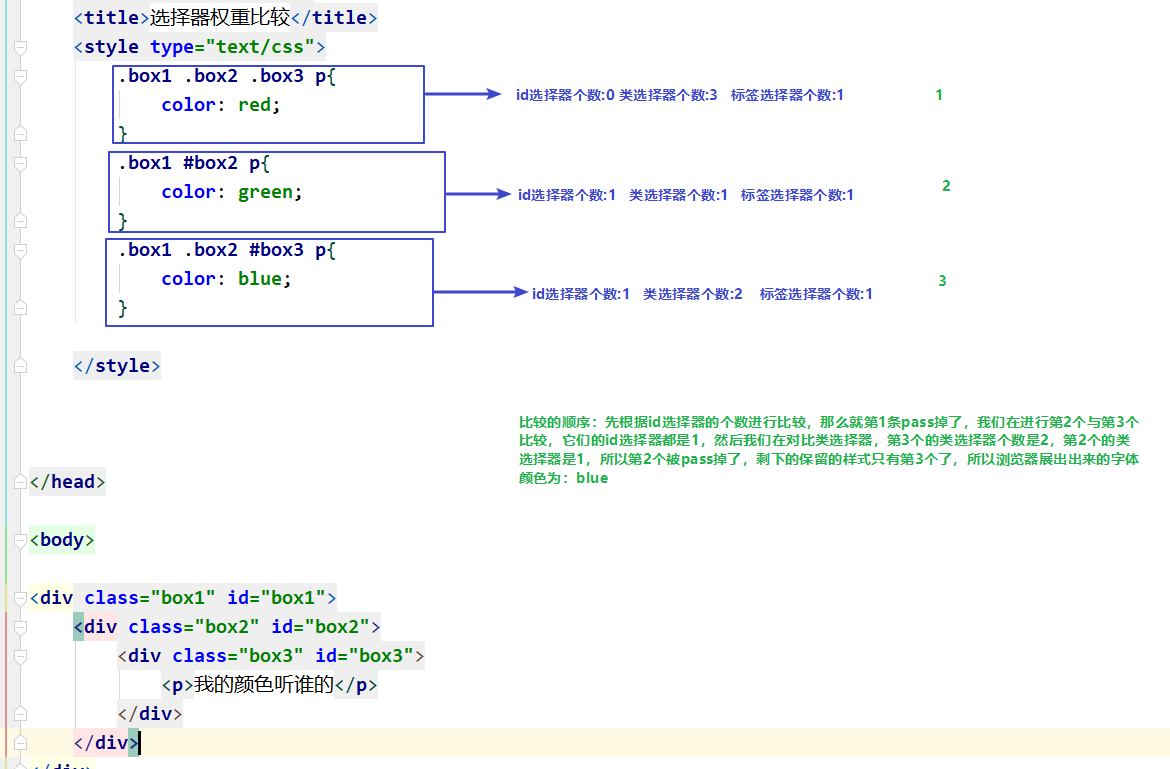 <title>选择器权重比较</title>
<style type="text/css">
.box1 .box2 .box3 p{
color: red;
}
id选择器个数:0 类选择器个数:3 标签选择器个数:1
1
.box1 #box2 p{
color: green;
}
id选择器个数:1 类选择器个数:1 标签选择器个数:1
2
.box1 .box2 #box3 p{
color: blue;
}
id选择器个数:1 类选择器个数:2 标签选择器个数:1
3
</style>
比较的顺序：先根据id选择器的个数进行比较，那么就第1条pass掉了，我们在进行第2个与第3个
比较，它们的id选择器都是1，然后我们在对比类选择器，第3个的类选择器个数是2，第2个的类
选择器是1，所以第2个被pass掉了，剩下的保留的样式只有第3个了，所以浏览器展出出来的字体
颜色为：blue
</head>
<body>
<div class="box1" id="box1">
<div class="box2" id="box2">
<div class="box3" id="box3">
<p>我的颜色听谁的</p>
</div>
</div>
</div>